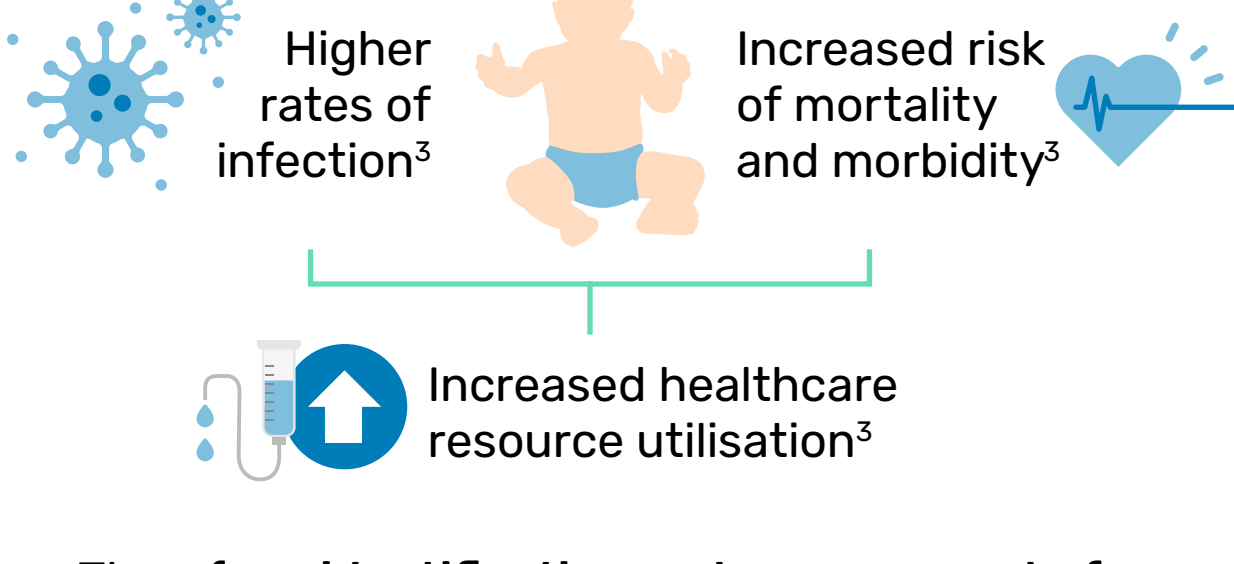 Higher
rates of
infection³
Increased risk
of mortality
and morbidity³
Increased healthcare
resource utilisation³